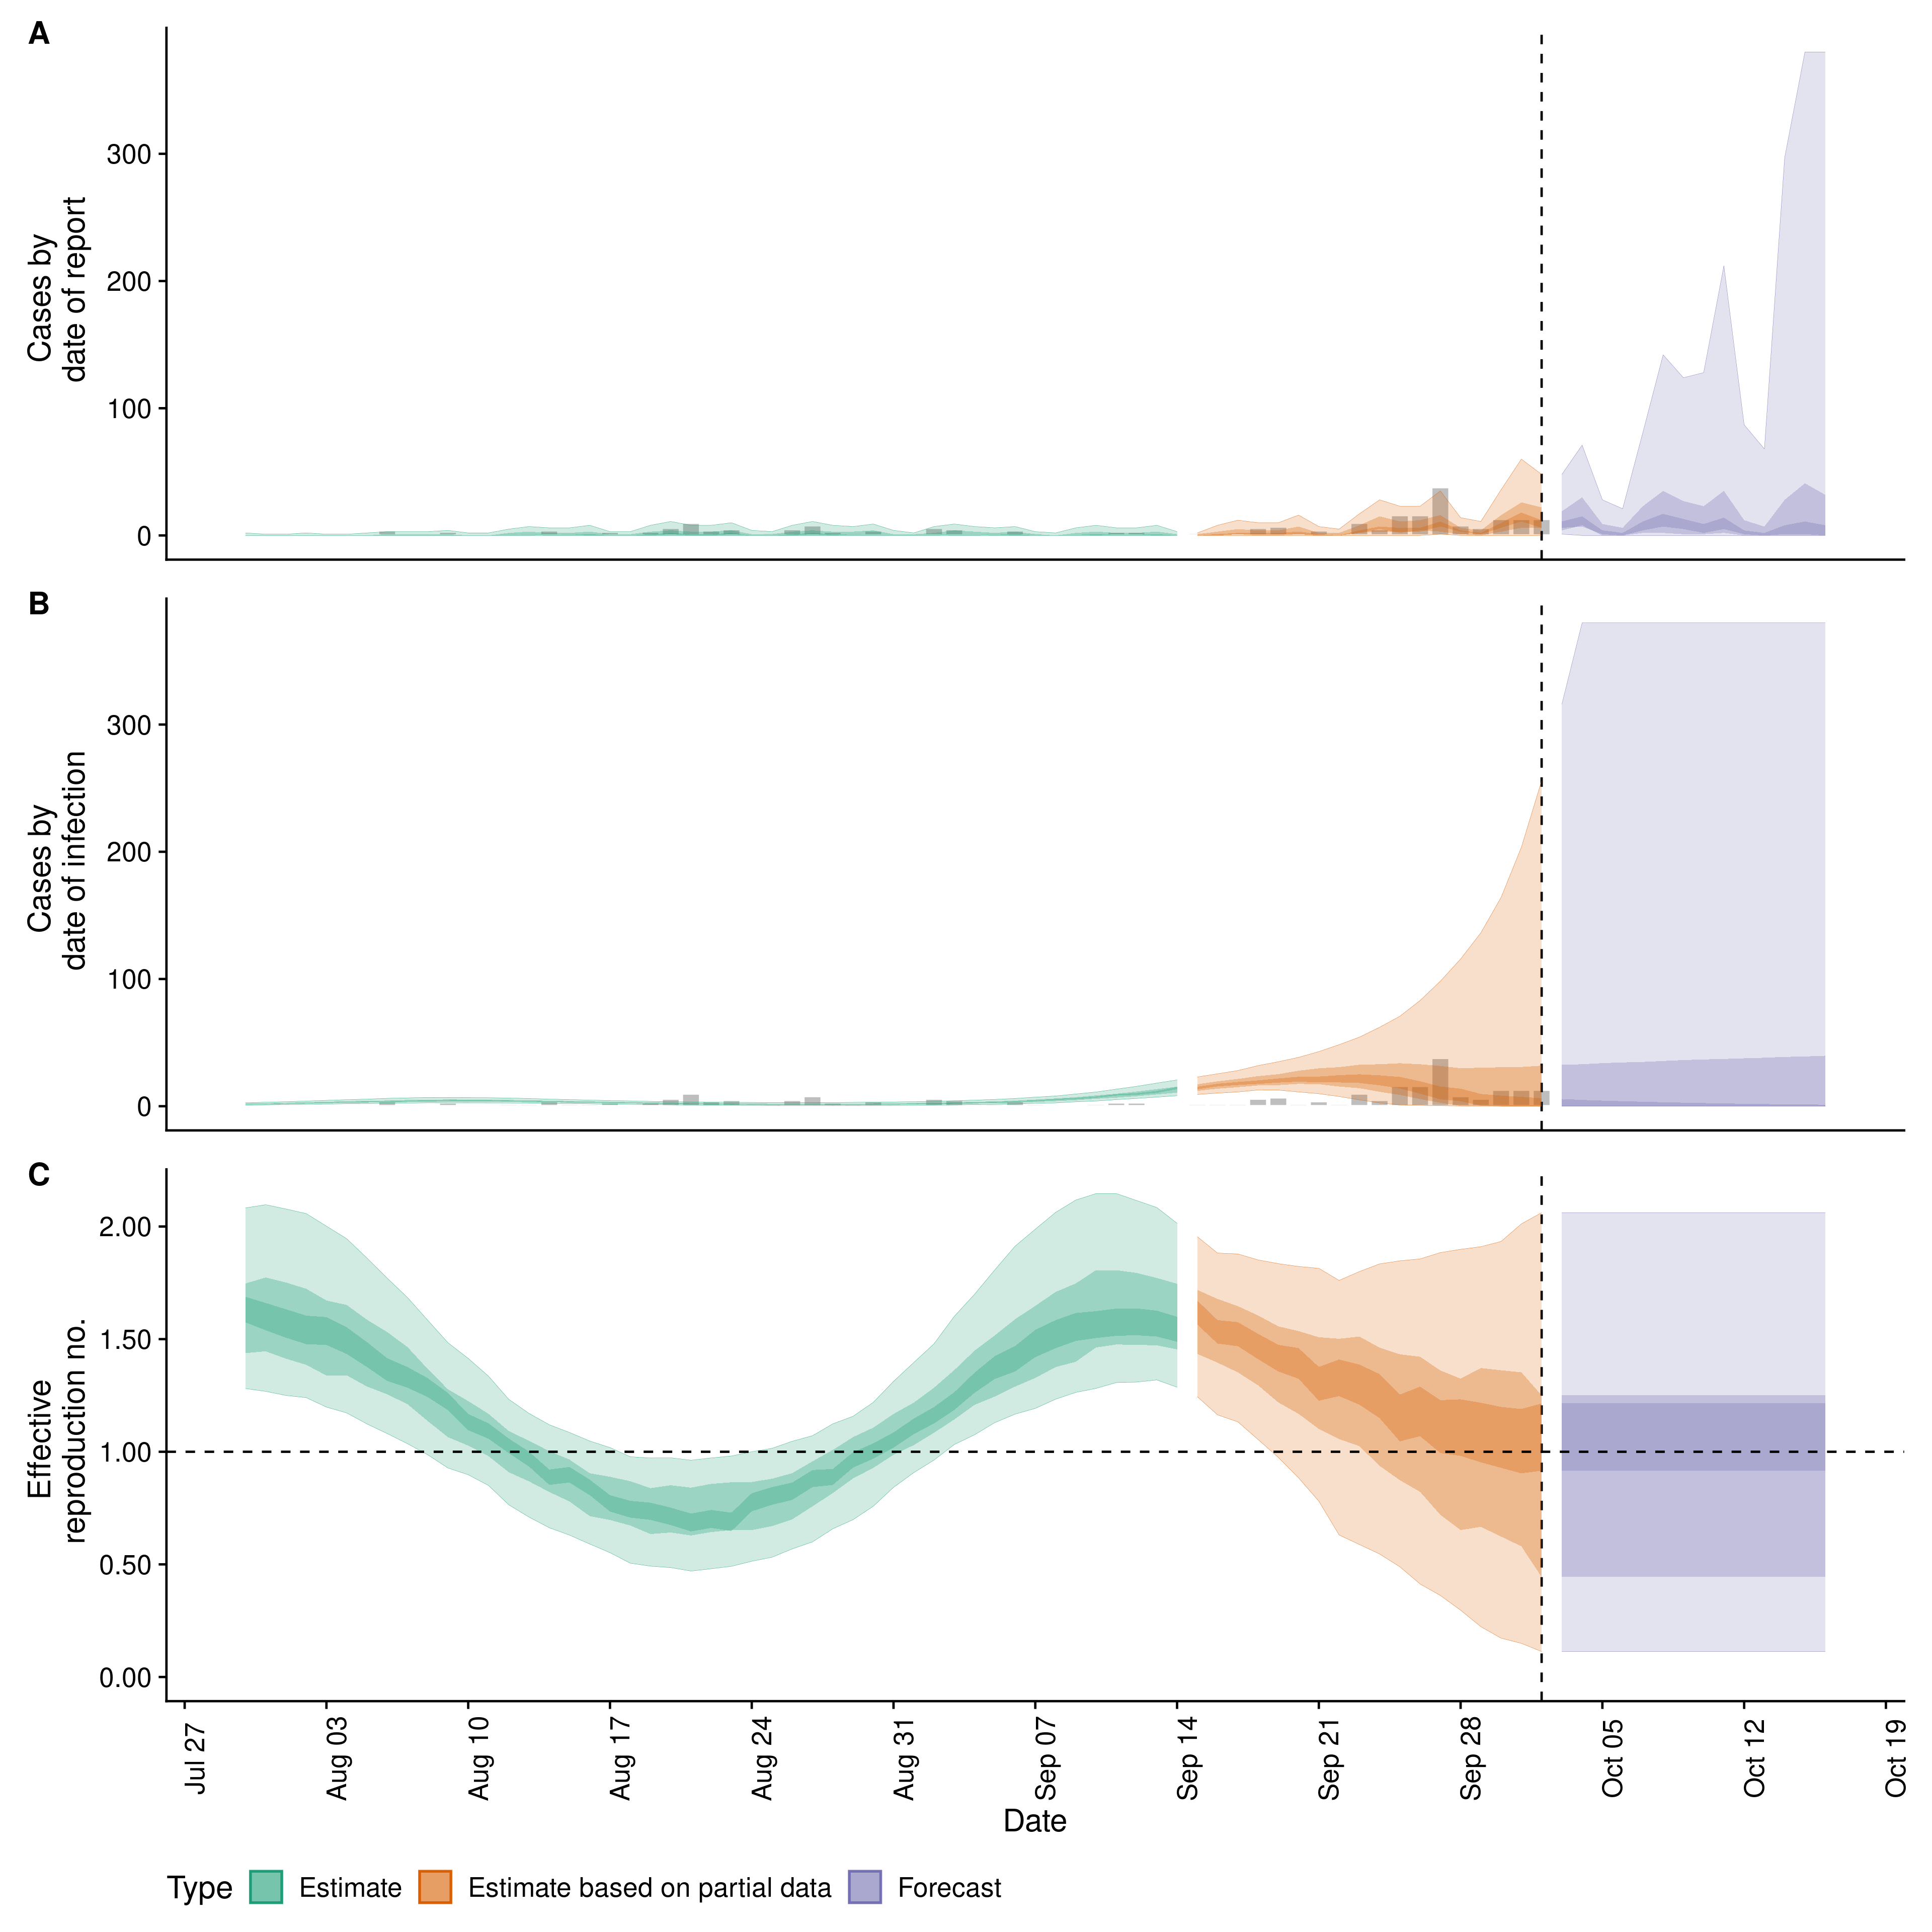 A
Cases by
date of report
300
200
100
0
B
Cases by
date of infection
300
200
100
0
C
Effective
reproduction no.
2.00
1.50
1.00
0.50
0.00
Jul 27
Aug 03
Aug 10
Aug 17
Aug 24
Aug 31
Sep 07
Sep 14
Sep 21
Sep 28
Oct 05
Oct 12
Oct 19
Date
Type Estimate Estimate based on partial data Forecast